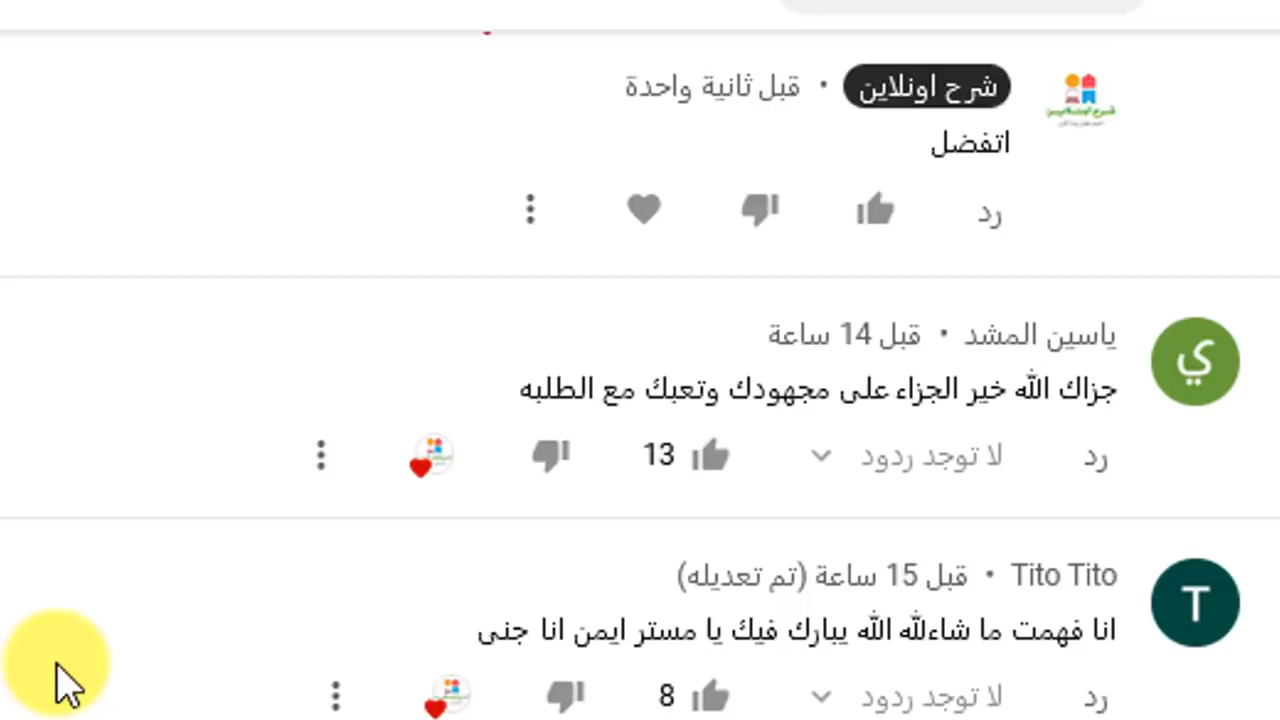 شرح اونلاين • قبل ثانية واحدة
اتفضل
رد
ياسين المشد • قبل 14 ساعة
جزاك الله خير الجزاء على مجهودك وتعبك مع الطلبه
رد لا توجد ردود 13
ي
Tito Tito • قبل 15 ساعة (تم تعديله)
انا فهمت ما شاءلله الله يبارك فيك يا مستر ايمن انا جنى
رد لا توجد ردود 8
T